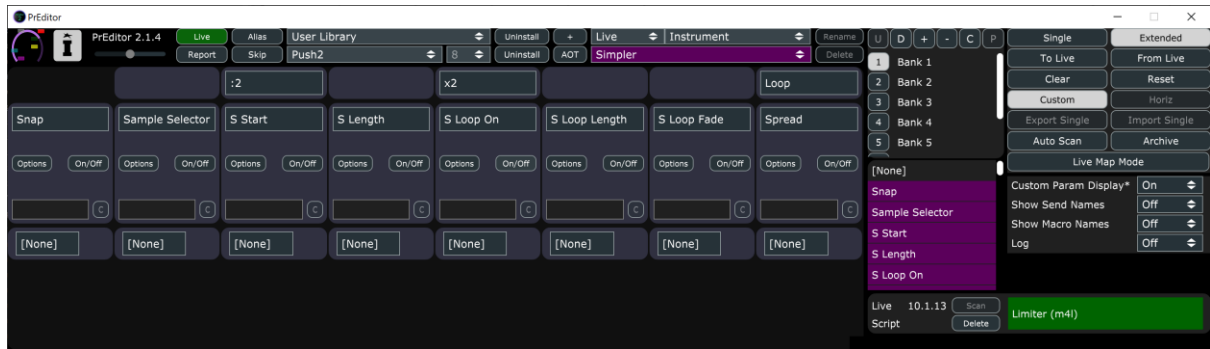 PrEditor
Î PrEditor 2.1.4 Live Alias User Library Uninstall + Live Instrument Rename U D + - C P Single Extended
Report Skip Push2 8 Uninstall AOT Simpler Delete 1 Bank 1 To Live From Live
:2 x2 Loop 2 Bank 2 Clear Reset
3 Bank 3 Custom Horiz
Snap Sample Selector S Start S Length S Loop On S Loop Length S Loop Fade Spread 4 Bank 4 Export Single Import Single
5 Bank 5 Auto Scan Archive
Options On/Off Options On/Off Options On/Off Options On/Off Options On/Off Options On/Off Options On/Off Options On/Off [None] Live Map Mode
Snap Custom Param Display* On
C C C C C C C C Sample Selector Show Send Names Off
S Start Show Macro Names Off
[None] [None] [None] [None] [None] [None] [None] [None] S Length Log Off
S Loop On
Live 10.1.13 Scan Limiter (m4l)
Script Delete